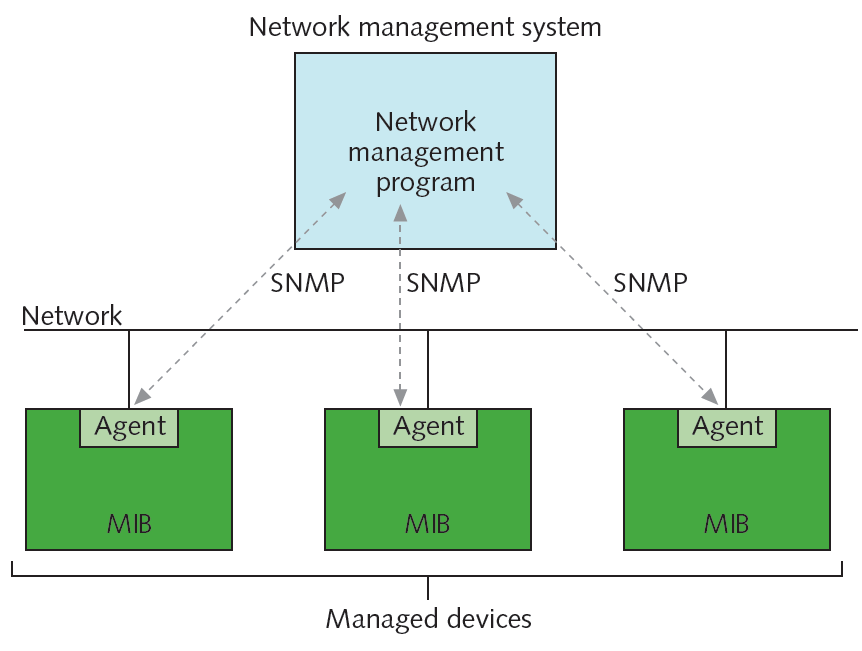 Network management system
Network
management
program
SNMP
SNMP
SNMP
Network
Agent
Agent
Agent
MIB
MIB
MIB
Managed devices